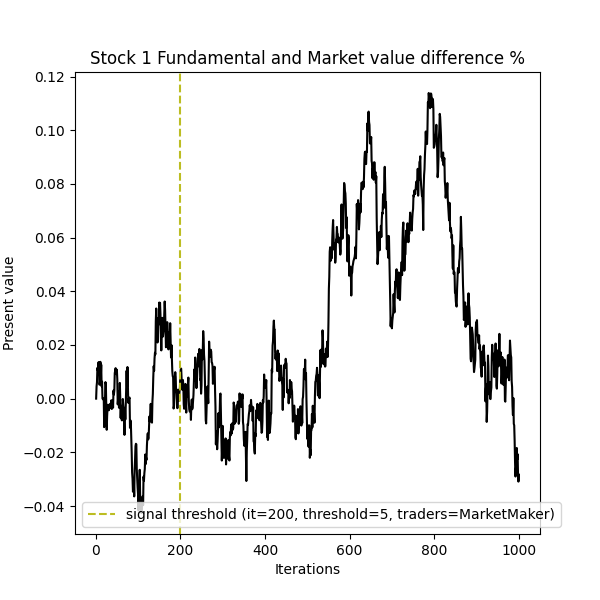 Stock 1 Fundamental and Market value difference %
Present value
0.12
0.10
0.08
0.06
0.04
0.02
0.00
−0.02
−0.04
signal threshold (it=200, threshold=5, traders=MarketMaker)
0 200 400 600 800 1000
Iterations